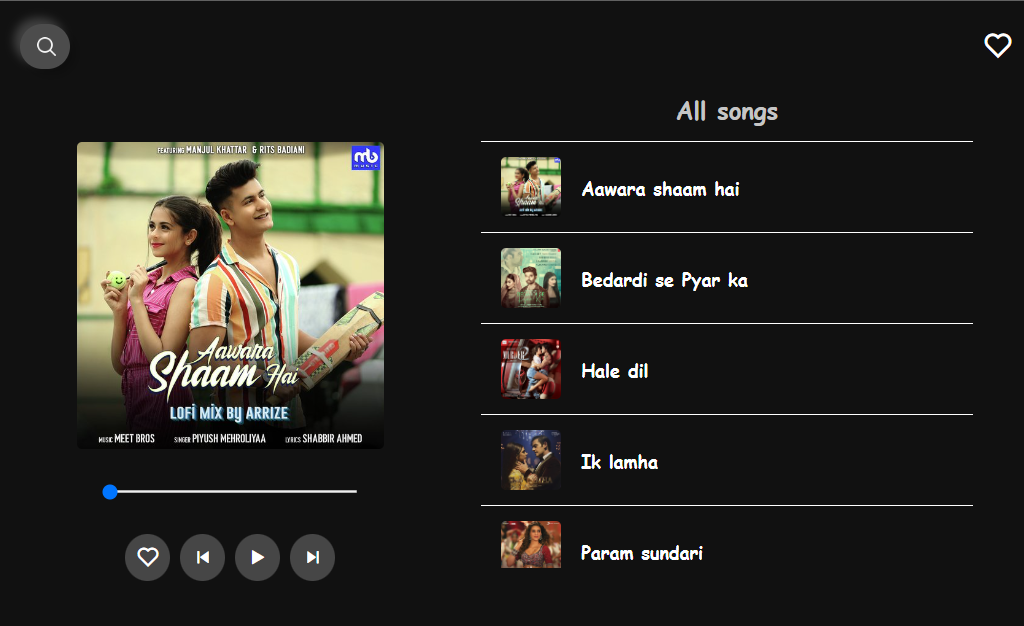 FEATURING MANJUL KHATTAR & RITS BADIANI
mb
MUSIC
Aawara
Shaam Hai
LOFI MIX BY ARRIZE
MUSIC MEET BROS SINGER PIYUSH MEHROLIYAA LYRICS SHABBIR AHMED
All songs
Aawara shaam hai
Bedardi se Pyar ka
Hale dil
Ik lamha
Param sundari